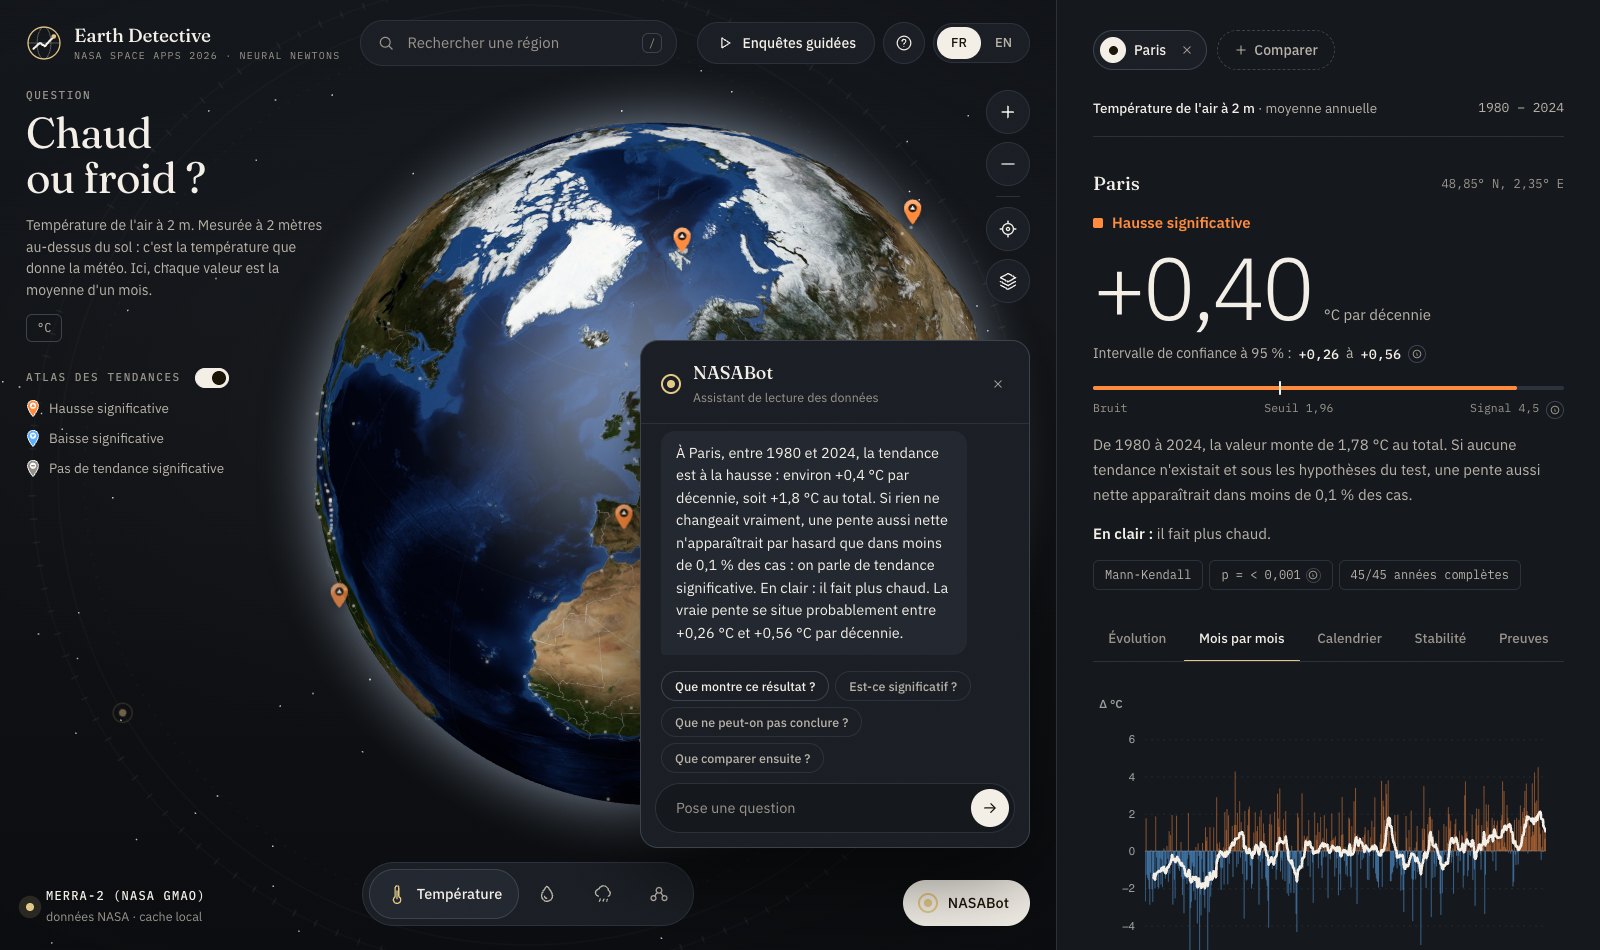 Earth Detective
NASA SPACE APPS 2026 · NEURAL NEWTONS
Rechercher une région
/
Enquêtes guidées
FR
EN
QUESTION
Chaud
ou froid ?
Température de l'air à 2 m. Mesurée à 2 mètres
au-dessus du sol : c'est la température que
donne la météo. Ici, chaque valeur est la
moyenne d'un mois.
°C
ATLAS DES TENDANCES
Hausse significative
Baisse significative
Pas de tendance significative
NASABot
Assistant de lecture des données
À Paris, entre 1980 et 2024, la tendance
est à la hausse : environ +0,4 °C par
décennie, soit +1,8 °C au total. Si rien ne
changeait vraiment, une pente aussi nette
n'apparaîtrait par hasard que dans moins
de 0,1 % des cas : on parle de tendance
significative. En clair : il fait plus chaud. La
vraie pente se situe probablement entre
+0,26 °C et +0,56 °C par décennie.
Que montre ce résultat ?
Est-ce significatif ?
Que ne peut-on pas conclure ?
Que comparer ensuite ?
Pose une question
MERRA-2 (NASA GMAO)
données NASA · cache local
Température
NASABot
Paris
+ Comparer
Température de l'air à 2 m · moyenne annuelle
1980 – 2024
Paris
48,85° N, 2,35° E
Hausse significative
+0,40
°C par décennie
Intervalle de confiance à 95 % : +0,26 à +0,56
Bruit
Seuil 1,96
Signal 4,5
De 1980 à 2024, la valeur monte de 1,78 °C au total. Si aucune
tendance n'existait et sous les hypothèses du test, une pente aussi
nette apparaîtrait dans moins de 0,1 % des cas.
En clair : il fait plus chaud.
Mann-Kendall
p = < 0,001
45/45 années complètes
Évolution
Mois par mois
Calendrier
Stabilité
Preuves
Δ °C
6
4
2
0
−2
−4